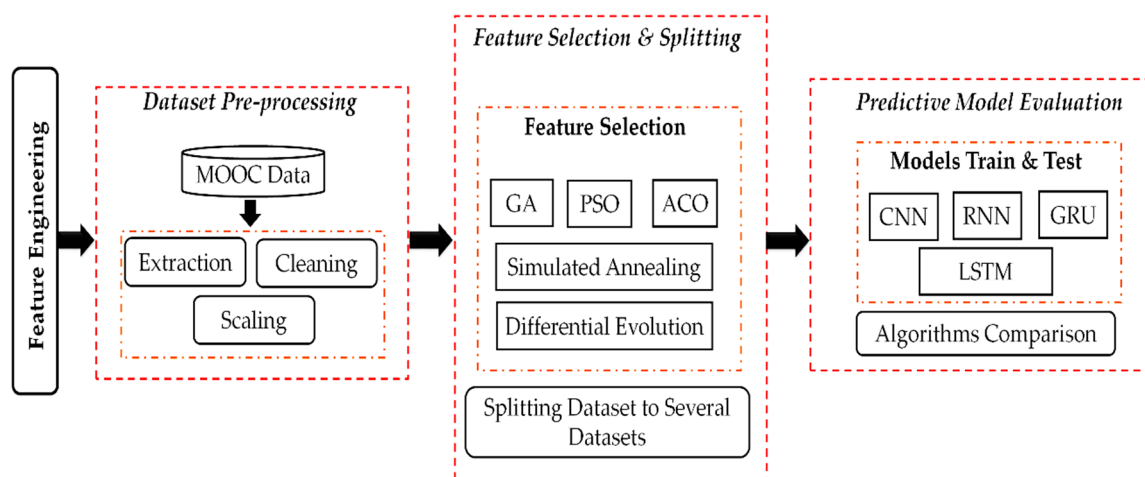 Feature Engineering
Dataset Pre-processing
MOOC Data
Extraction
Cleaning
Scaling
Feature Selection & Splitting
Feature Selection
GA
PSO
ACO
Simulated Annealing
Differential Evolution
Splitting Dataset to Several
Datasets
Predictive Model Evaluation
Models Train & Test
CNN
RNN
GRU
LSTM
Algorithms Comparison